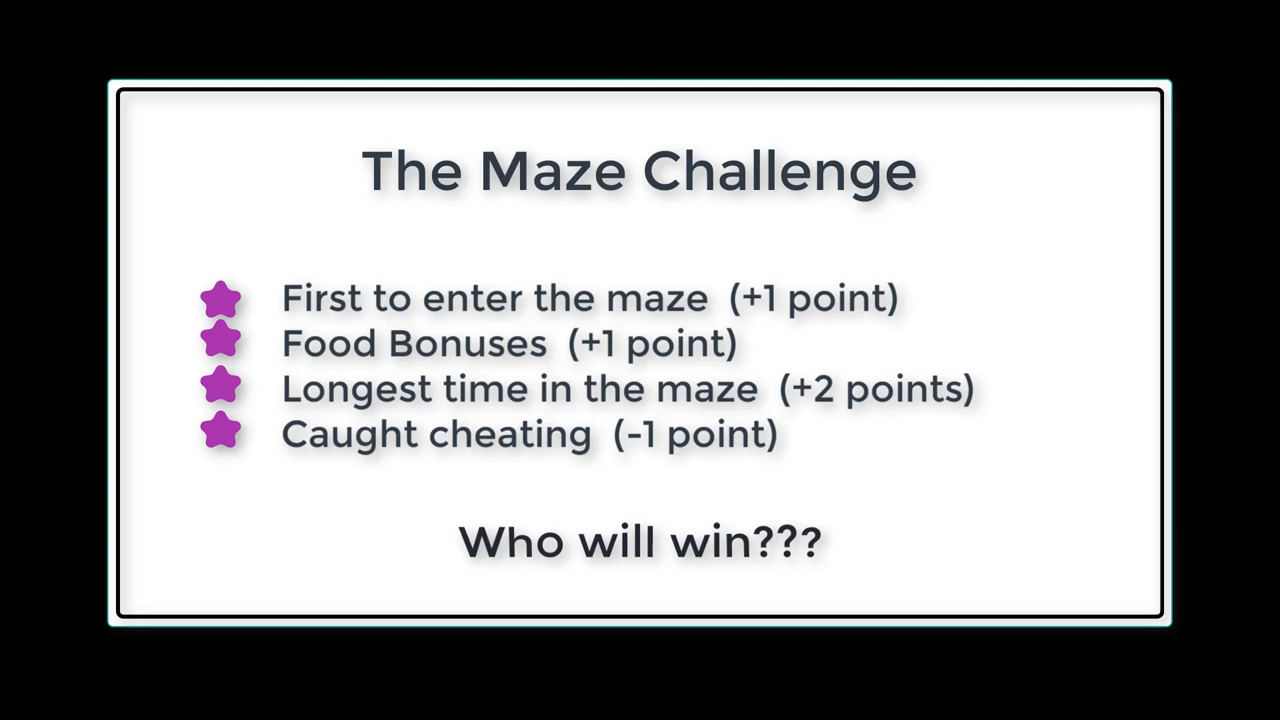 The Maze Challenge
First to enter the maze (+1 point)
Food Bonuses (+1 point)
Longest time in the maze (+2 points)
Caught cheating (-1 point)
Who will win???